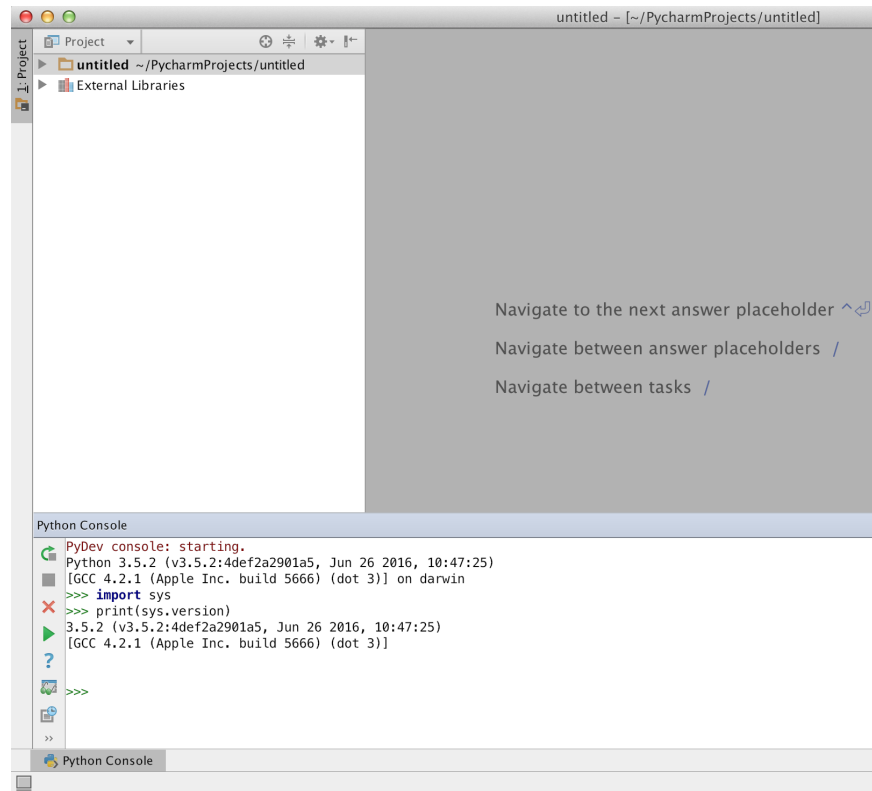 untitled – [~/PycharmProjects/untitled]
1: Project
Project
untitled ~/PycharmProjects/untitled
External Libraries
Navigate to the next answer placeholder ^⏎
Navigate between answer placeholders /
Navigate between tasks /
Python Console
PyDev console: starting.
Python 3.5.2 (v3.5.2:4def2a2901a5, Jun 26 2016, 10:47:25)
[GCC 4.2.1 (Apple Inc. build 5666) (dot 3)] on darwin
>>> import sys
>>> print(sys.version)
3.5.2 (v3.5.2:4def2a2901a5, Jun 26 2016, 10:47:25)
[GCC 4.2.1 (Apple Inc. build 5666) (dot 3)]
>>>
Python Console